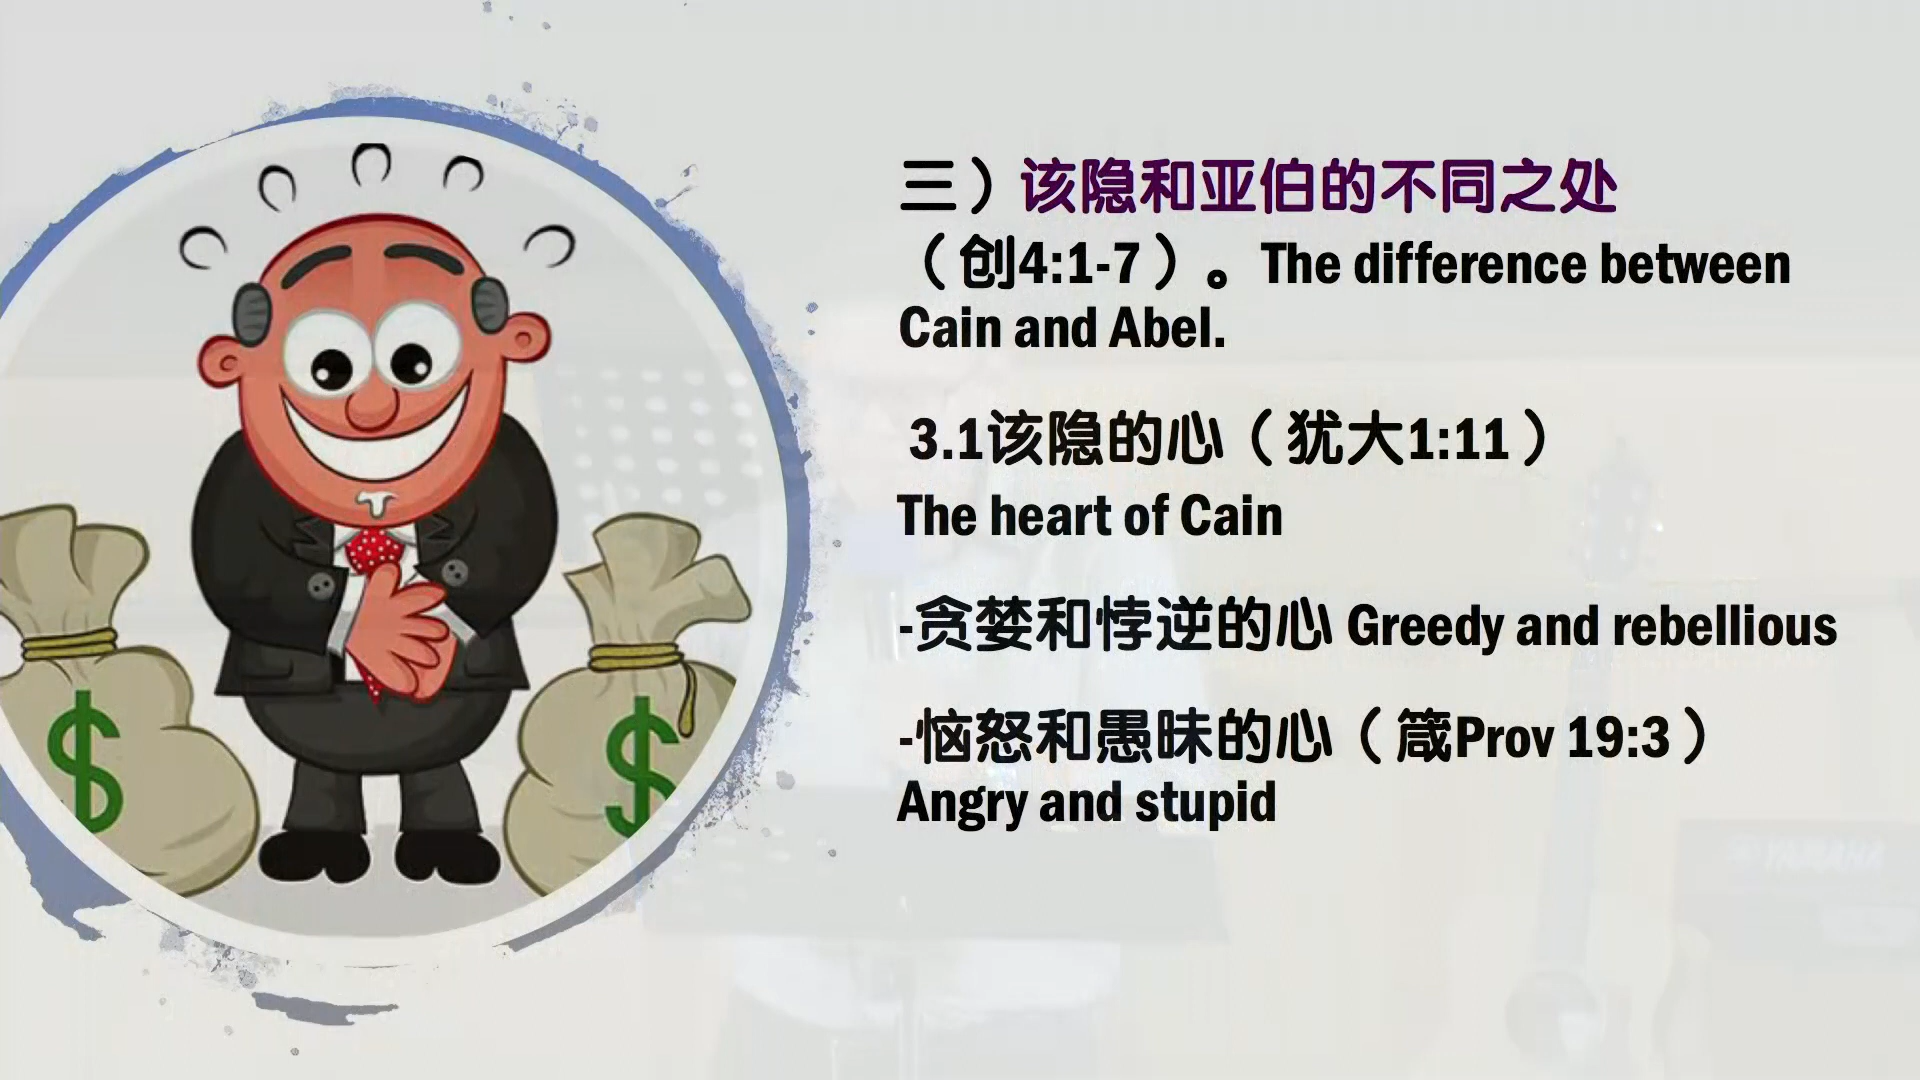 三）该隐和亚伯的不同之处
（创4:1-7）。The difference between
Cain and Abel.
3.1该隐的心（犹大1:11）
The heart of Cain
-贪婪和悖逆的心 Greedy and rebellious
-恼怒和愚昧的心（箴Prov 19:3）
Angry and stupid
$
$
YAMAHA